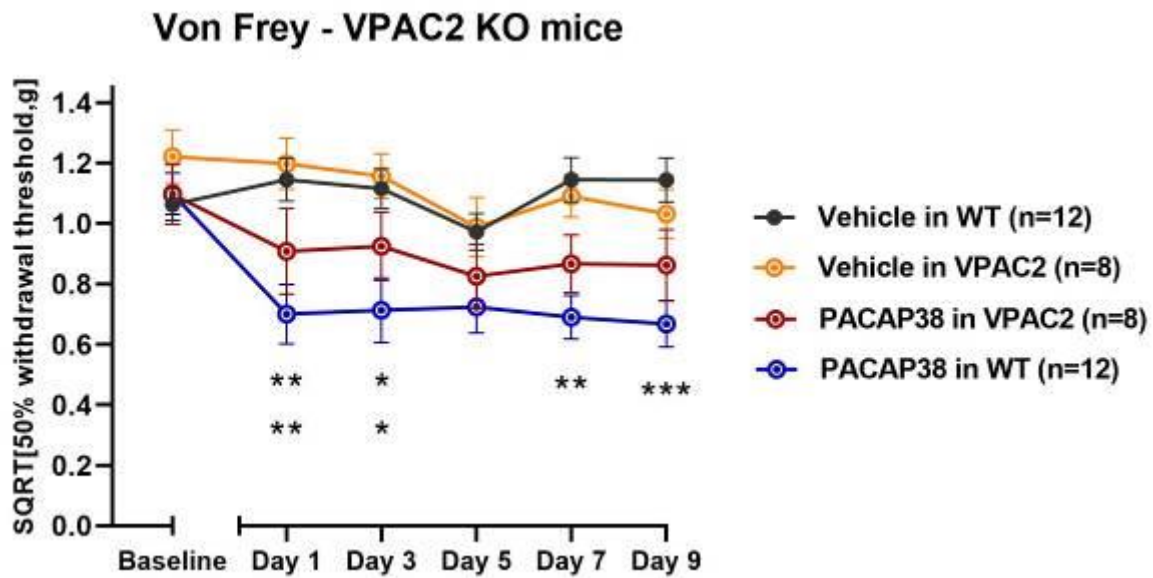 Von Frey - VPAC2 KO mice
SQRT[50% withdrawal threshold,g]
1.4
1.2
1.0
0.8
0.6
0.4
0.2
0.0
** * ** ***
** *
Baseline Day 1 Day 3 Day 5 Day 7 Day 9
Vehicle in WT (n=12)
Vehicle in VPAC2 (n=8)
PACAP38 in VPAC2 (n=8)
PACAP38 in WT (n=12)